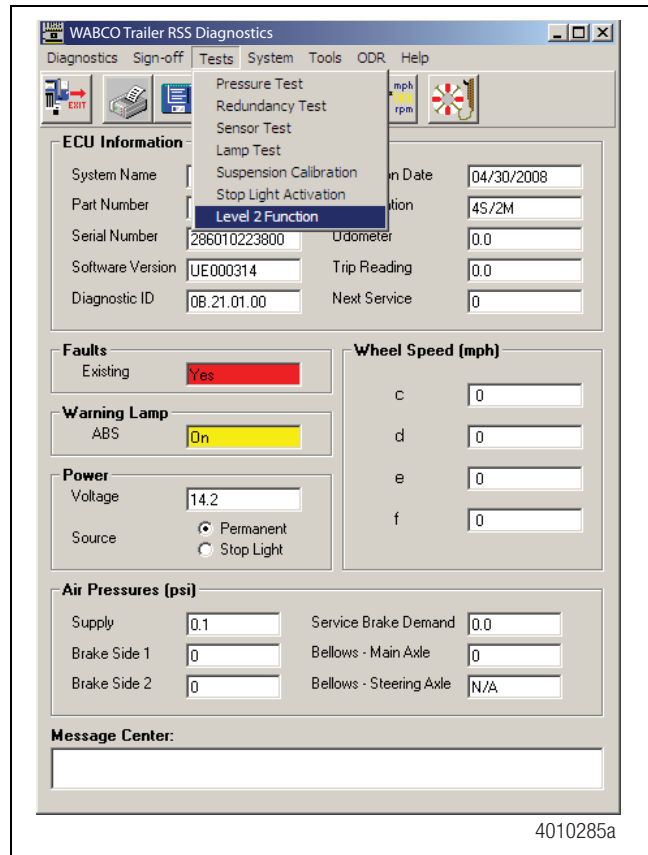 WABCO Trailer RSS Diagnostics
Diagnostics Sign-off Tests System Tools ODR Help
EXIT mph rpm
Pressure Test
Redundancy Test
Sensor Test
Lamp Test
Suspension Calibration
Stop Light Activation
Level 2 Function
ECU Information
System Name n Date 04/30/2008
Part Number tion 4S/2M
Serial Number 286010223800 Odometer 0.0
Software Version UE000314 Trip Reading 0.0
Diagnostic ID 0B.21.01.00 Next Service 0
Faults
Existing Yes
Warning Lamp
ABS On
Power
Voltage 14.2
Source Permanent
Stop Light
Wheel Speed (mph)
c 0
d 0
e 0
f 0
Air Pressures (psi)
Supply 0.1 Service Brake Demand 0.0
Brake Side 1 0 Bellows - Main Axle 0
Brake Side 2 0 Bellows - Steering Axle N/A
Message Center:
4010285a